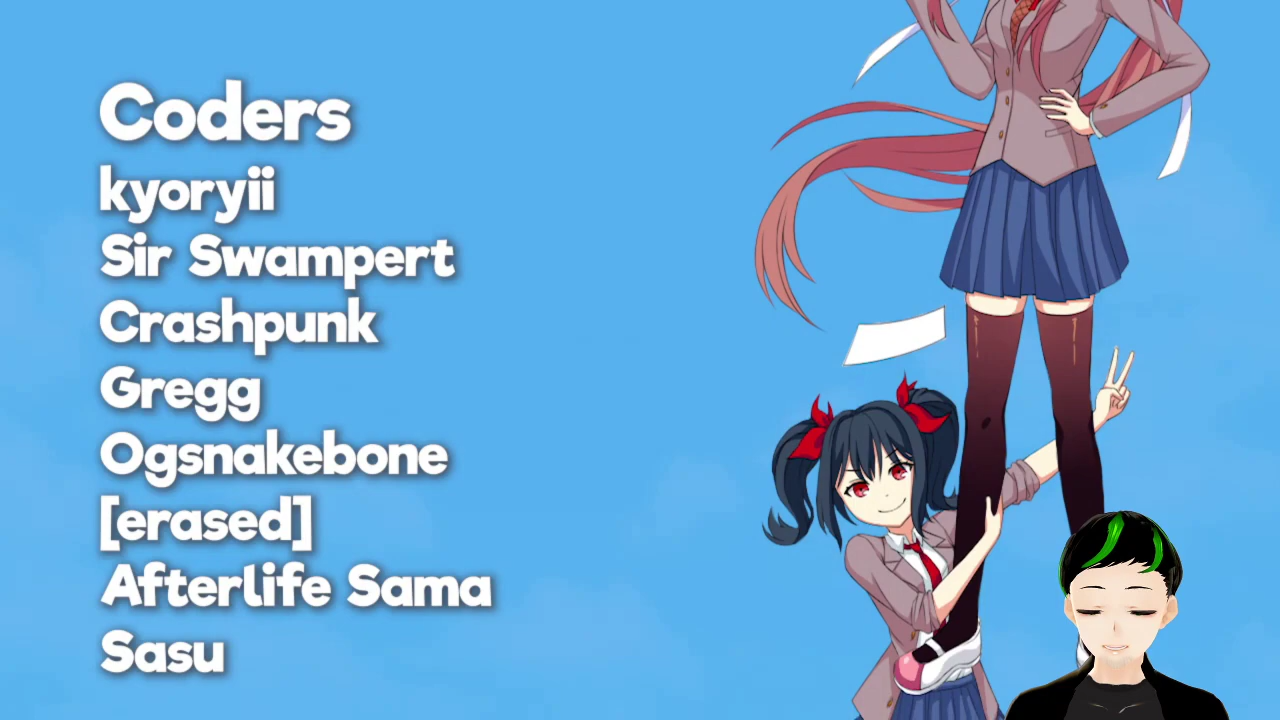 Coders
kyoryii
Sir Swampert
Crashpunk
Gregg
Ogsnakebone
[erased]
Afterlife Sama
Sasu